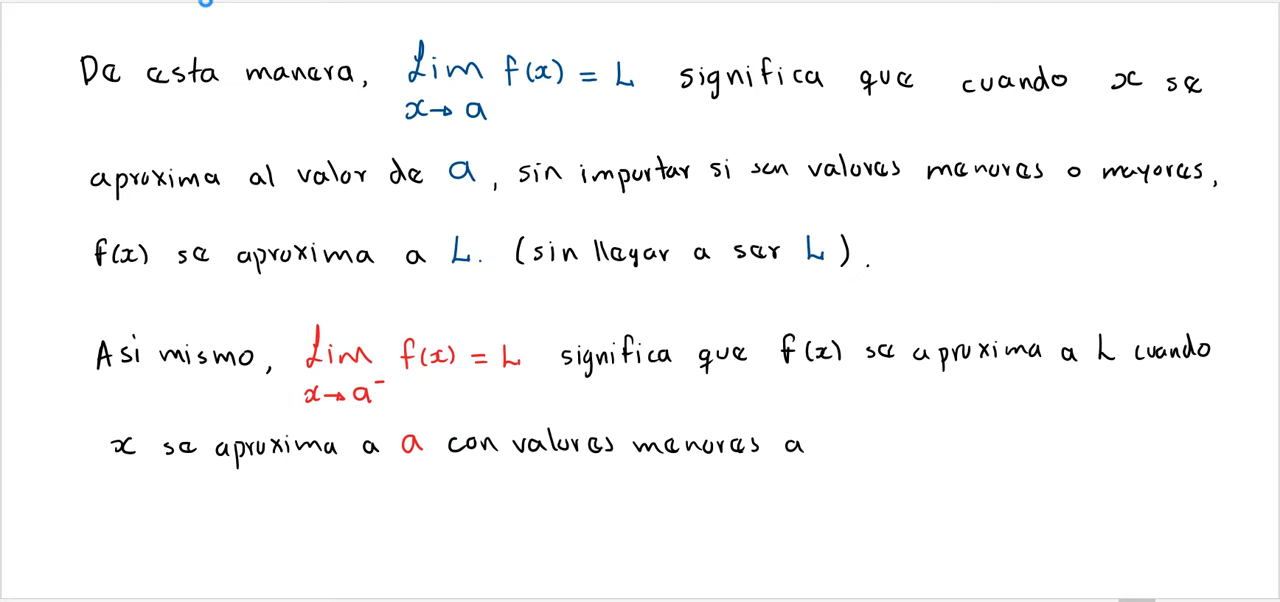 De esta manera, Lim f(x) = L significa que cuando x se
x→a
aproxima al valor de a, sin importar si son valores menores o mayores,
f(x) se aproxima a L. (sin llegar a ser L).
Asi mismo, Lim f(x) = L significa que f(x) se aproxima a L cuando
x→a⁻
x se aproxima a a con valores menores a